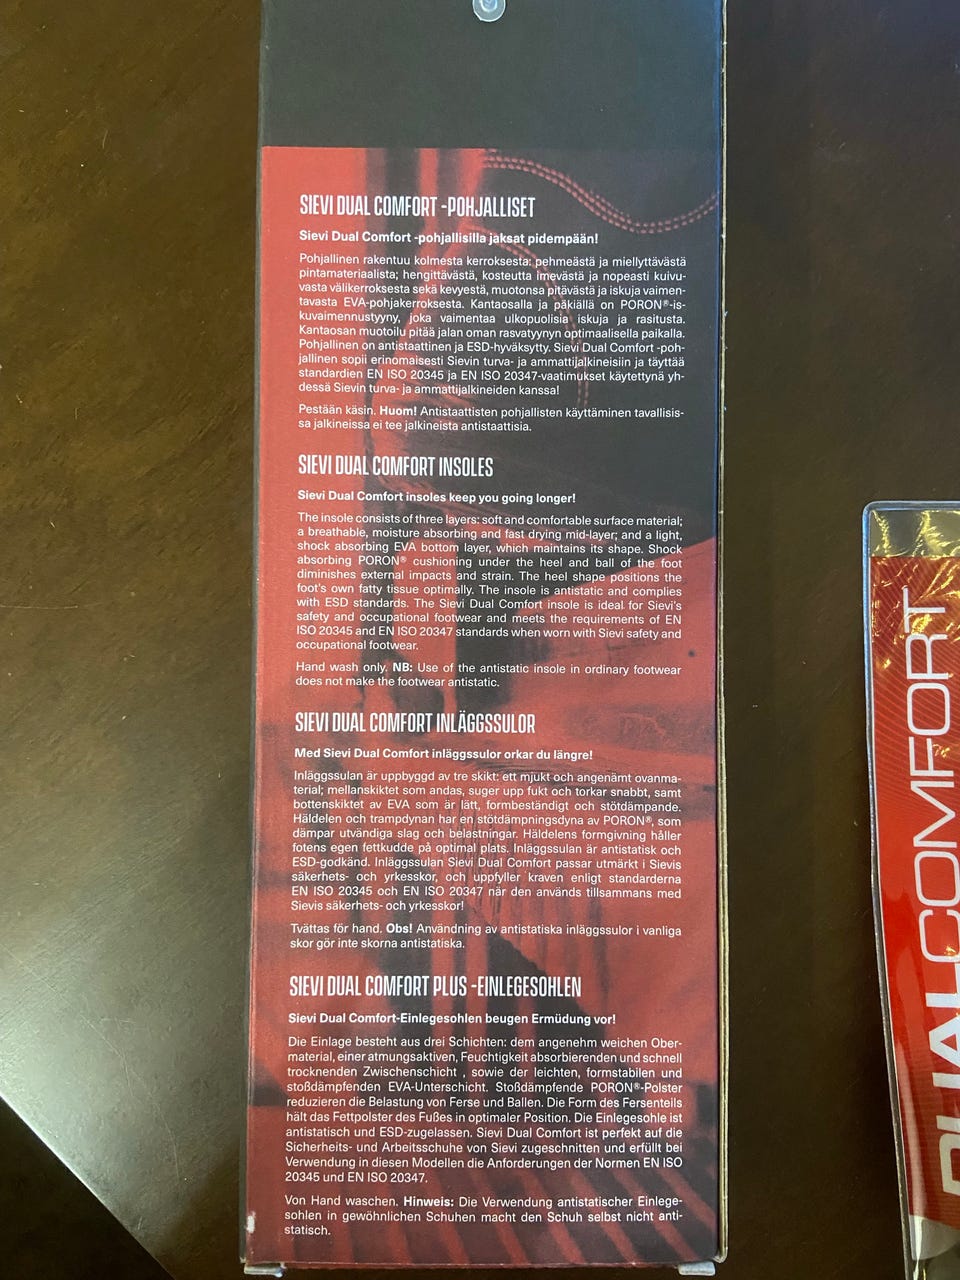 SIEVI DUAL COMFORT -POHJALLISET
Sievi Dual Comfort -pohjallisilla jaksat pidempään!
Pohjallinen rakentuu kolmesta kerroksesta: pehmeästä ja miellyttävästä
pintamateriaalista; hengittävästä, kosteutta imevästä ja nopeasti kuivu-
vasta välikerroksesta sekä kevyestä, muotonsa pitävästä ja iskuja vaimen-
tavasta EVA-pohjakerroksesta. Kantaosalla ja päkiällä on PORON®-is-
kuvaimennustyyny, joka vaimentaa ulkopuolisia iskuja ja rasitusta.
Kantaosan muotoilu pitää jalan oman rasvatyynyn optimaalisella paikalla.
Pohjallinen on antistaattinen ja ESD-hyväksytty. Sievi Dual Comfort -poh-
jallinen sopii erinomaisesti Sievin turva- ja ammattijalkineisiin ja täyttää
standardien EN ISO 20345 ja EN ISO 20347-vaatimukset käytettynä yh-
dessä Sievin turva- ja ammattijalkineiden kanssa!
Pestään käsin. Huom! Antistaattisten pohjallisten käyttäminen tavallisis-
sa jalkineissa ei tee jalkineista antistaattisia.
SIEVI DUAL COMFORT INSOLES
Sievi Dual Comfort insoles keep you going longer!
The insole consists of three layers: soft and comfortable surface material;
a breathable, moisture absorbing and fast drying mid-layer; and a light,
shock absorbing EVA bottom layer, which maintains its shape. Shock
absorbing PORON® cushioning under the heel and ball of the foot
diminishes external impacts and strain. The heel shape positions the
foot's own fatty tissue optimally. The insole is antistatic and complies
with ESD standards. The Sievi Dual Comfort insole is ideal for Sievi's
safety and occupational footwear and meets the requirements of EN
ISO 20345 and EN ISO 20347 standards when worn with Sievi safety and
occupational footwear.
Hand wash only. NB: Use of the antistatic insole in ordinary footwear
does not make the footwear antistatic.
SIEVI DUAL COMFORT INLÄGGSSULOR
Med Sievi Dual Comfort inläggssulor orkar du längre!
Inläggssulan är uppbyggd av tre skikt: ett mjukt och angenämt ovanma-
terial; mellanskiktet som andas, suger upp fukt och torkar snabbt, samt
bottenskiktet av EVA som är lätt, formbeständigt och stötdämpande.
Häldelen och trampdynan har en stötdämpningsdyna av PORON®, som
dämpar utvändiga slag och belastningar. Häldelens formgivning håller
fotens egen fettkudde på optimal plats. Inläggssulan är antistatisk och
ESD-godkänd. Inläggssulan Sievi Dual Comfort passar utmärkt i Sievis
säkerhets- och yrkesskor, och uppfyller kraven enligt standarderna
EN ISO 20345 och EN ISO 20347 när den används tillsammans med
Sievis säkerhets- och yrkesskor!
Tvättas för hand. Obs! Användning av antistatiska inläggssulor i vanliga
skor gör inte skorna antistatiska.
SIEVI DUAL COMFORT PLUS -EINLEGESOHLEN
Sievi Dual Comfort-Einlegesohlen beugen Ermüdung vor!
Die Einlage besteht aus drei Schichten: dem angenehm weichen Ober-
material, einer atmungsaktiven, Feuchtigkeit absorbierenden und schnell
trocknenden Zwischenschicht , sowie der leichten, formstabilen und
stoßdämpfenden EVA-Unterschicht. Stoßdämpfende PORON®-Polster
reduzieren die Belastung von Ferse und Ballen. Die Form des Fersenteils
hält das Fettpolster des Fußes in optimaler Position. Die Einlegesohle ist
antistatisch und ESD-zugelassen. Sievi Dual Comfort ist perfekt auf die
Sicherheits- und Arbeitsschuhe von Sievi zugeschnitten und erfüllt bei
Verwendung in diesen Modellen die Anforderungen der Normen EN ISO
20345 und EN ISO 20347.
Von Hand waschen. Hinweis: Die Verwendung antistatischer Einlege-
sohlen in gewöhnlichen Schuhen macht den Schuh selbst nicht anti-
statisch.
DUALCOMFORT